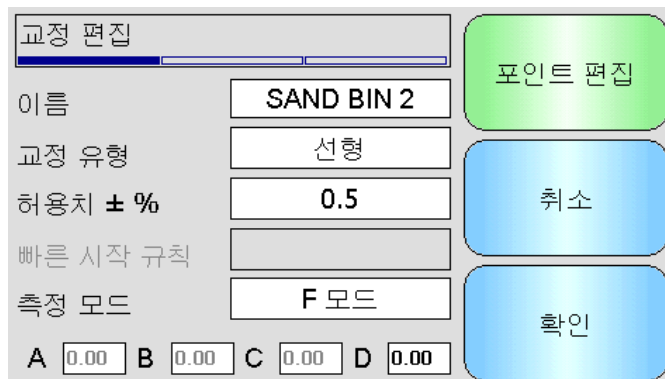 교정 편집
포인트 편집
이름 SAND BIN 2
교정 유형 선형
취소
허용치 ± % 0.5
빠른 시작 규칙
측정 모드 F 모드
확인
A 0.00 B 0.00 C 0.00 D 0.00